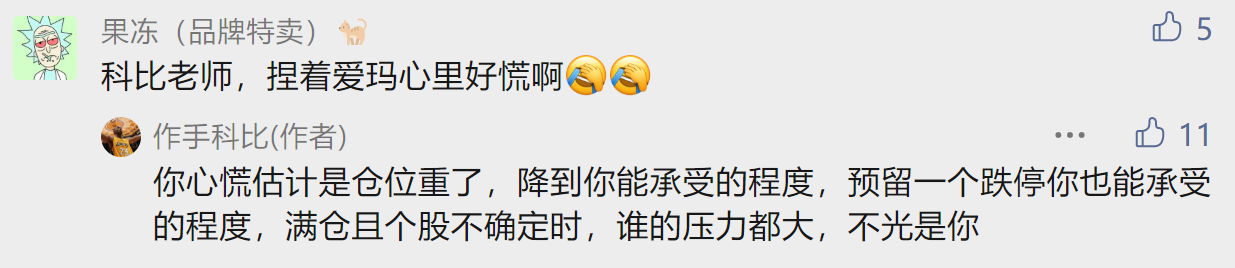 果冻（品牌特卖）🐈 5
科比老师，捏着爱玛心里好慌啊🤦🤦
作手科比(作者) ••• 11
你心慌估计是仓位重了，降到你能承受的程度，预留一个跌停你也能承受
的程度，满仓且个股不确定时，谁的压力都大，不光是你